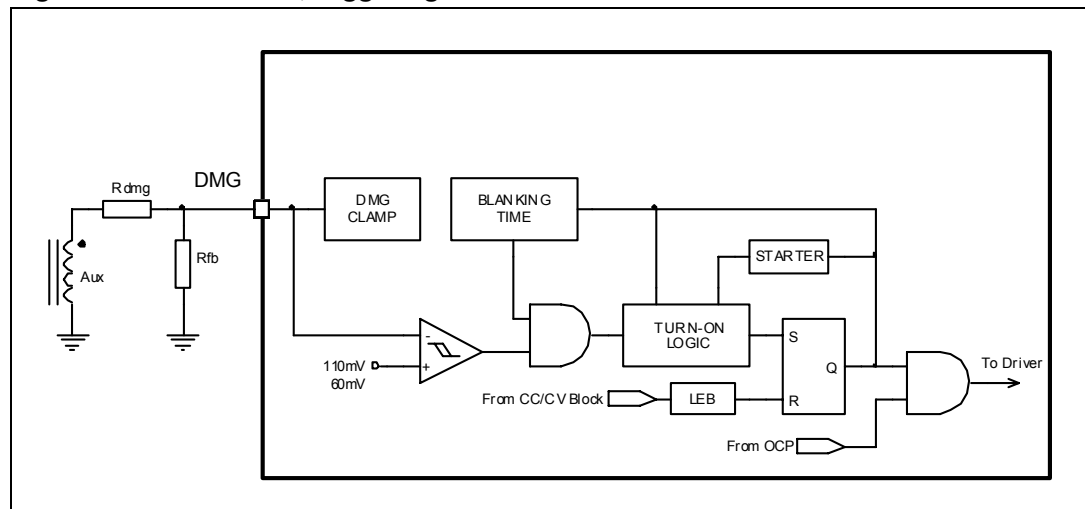 DMG
Rdmg
Rfb
Aux
DMG
CLAMP
BLANKING
TIME
STARTER
TURN-ON
LOGIC
110mV
60mV
-
+
S
Q
R
To Driver
From CC/CV Block
LEB
From OCP